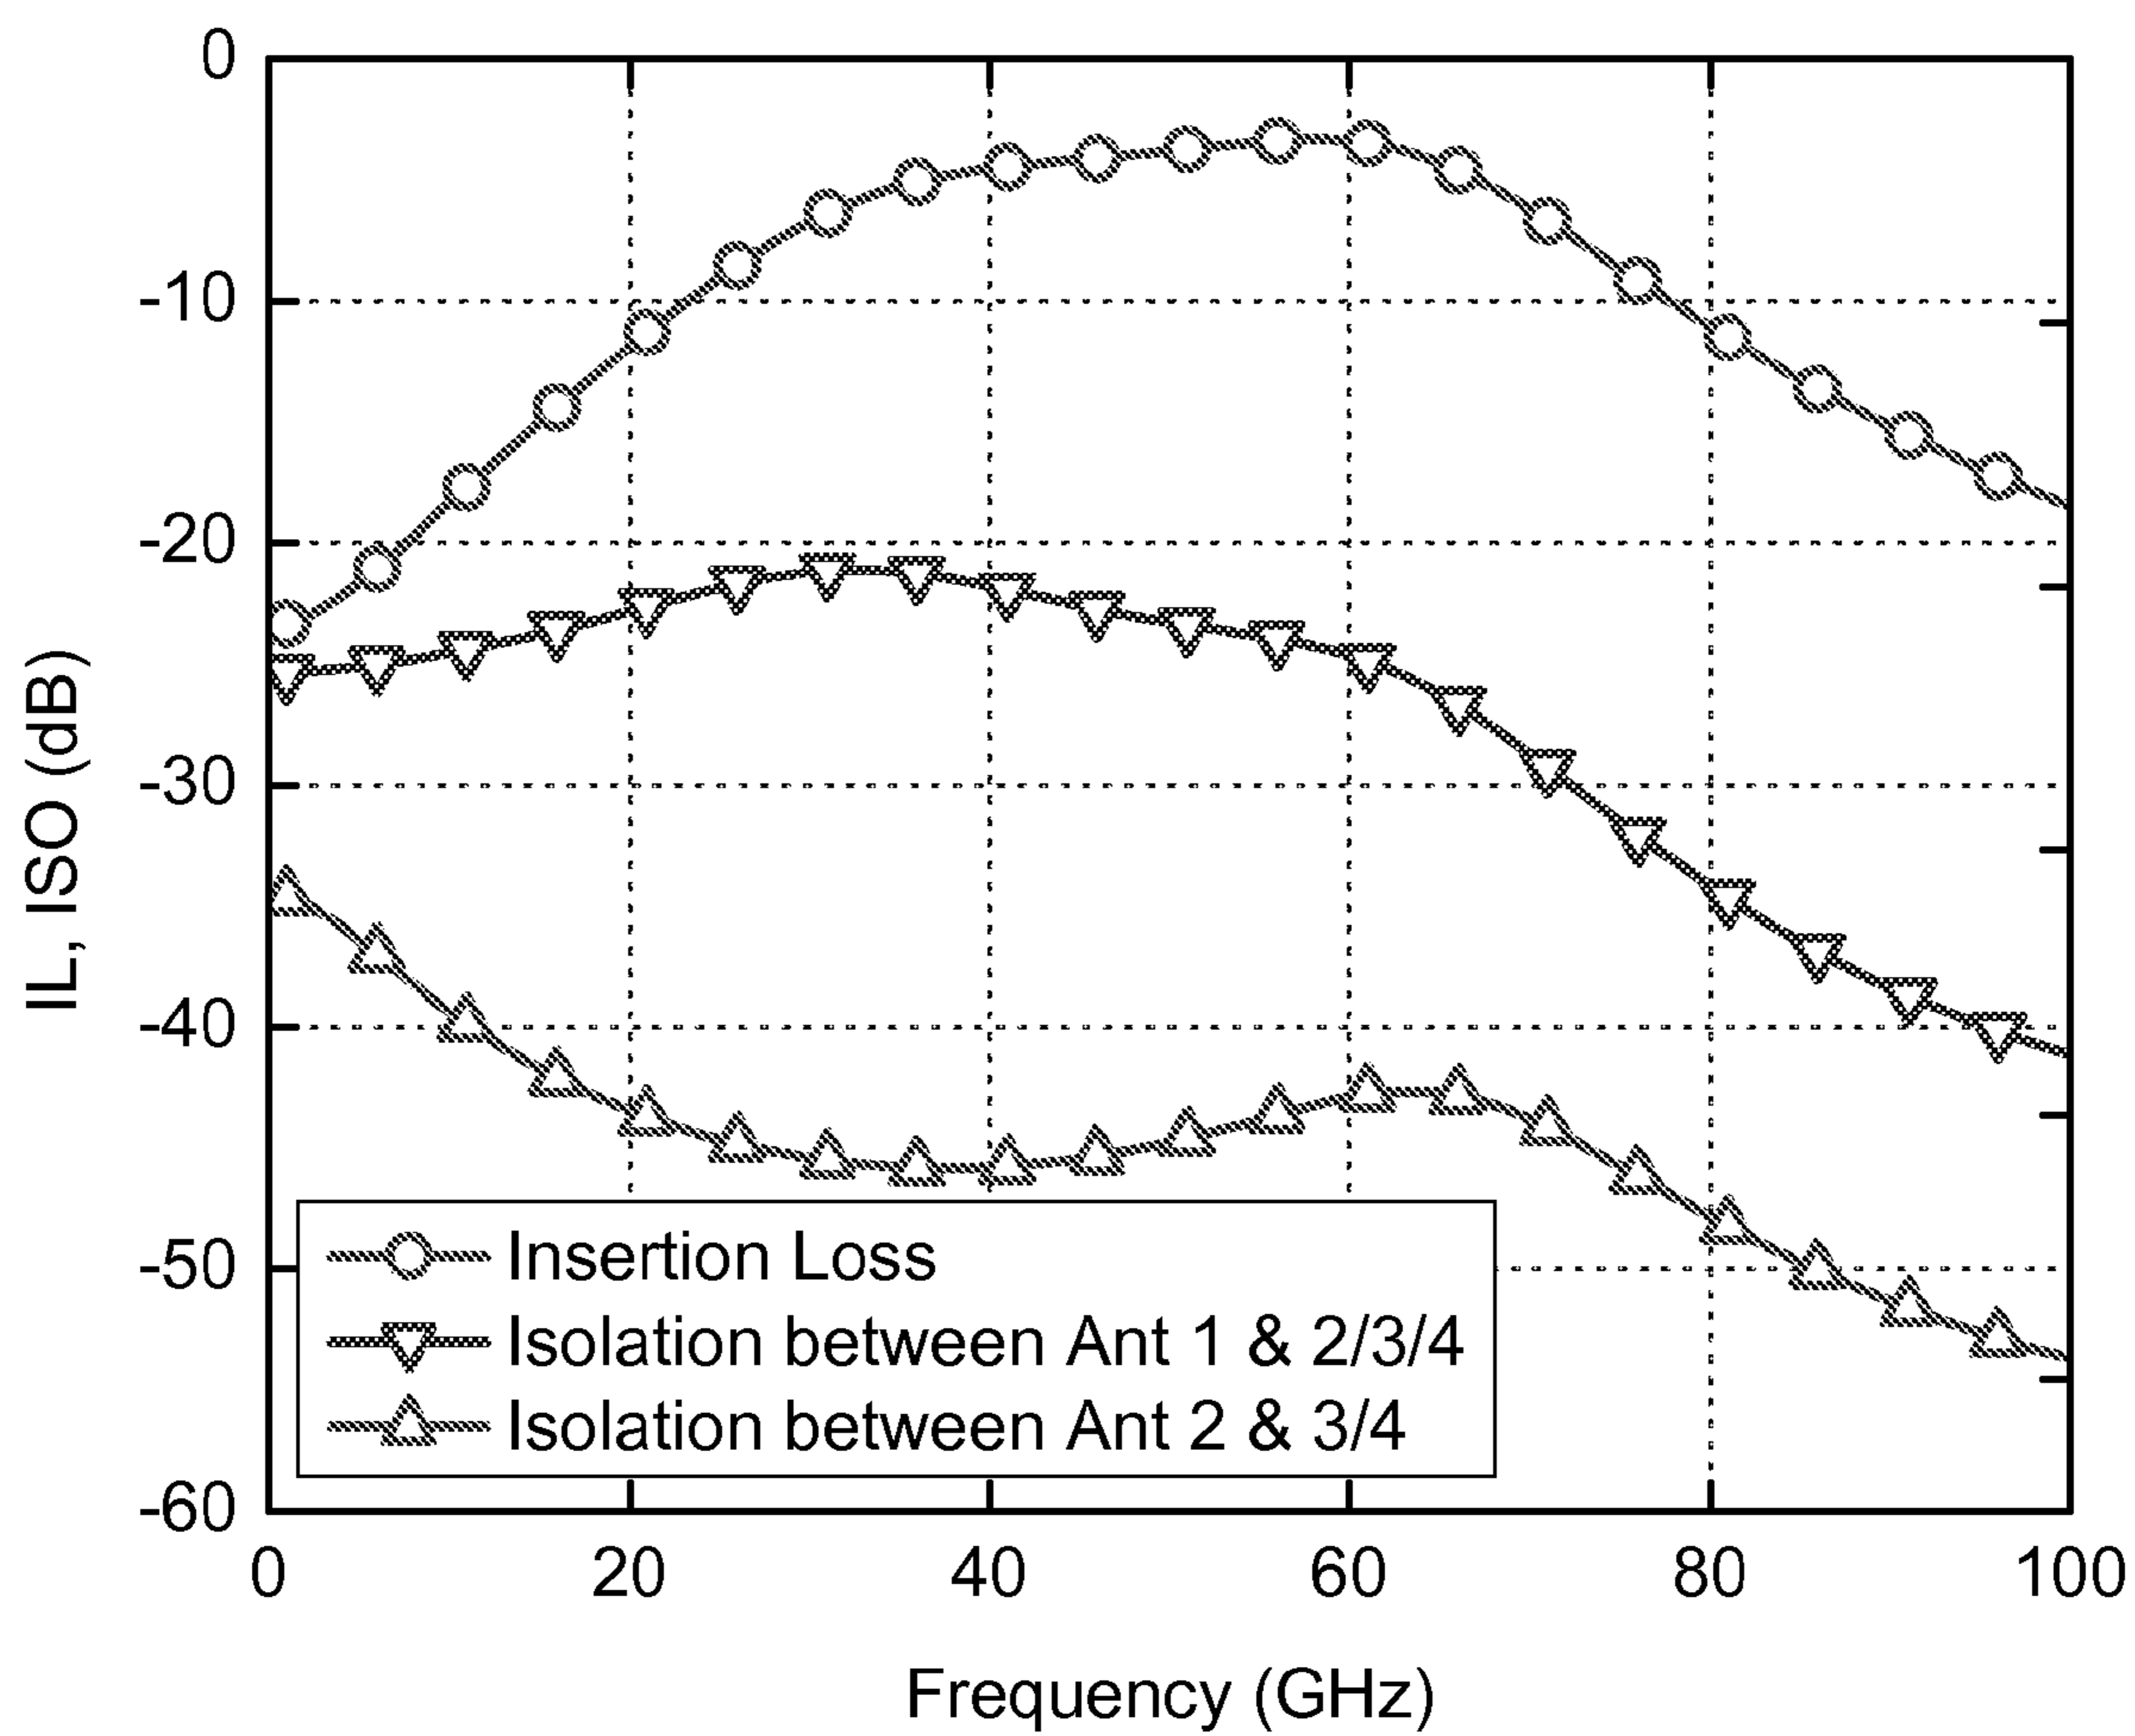 0
-10
-20
-30
-40
-50
-60
IL, ISO (dB)
Insertion Loss
Isolation between Ant 1 & 2/3/4
Isolation between Ant 2 & 3/4
0 20 40 60 80 100
Frequency (GHz)